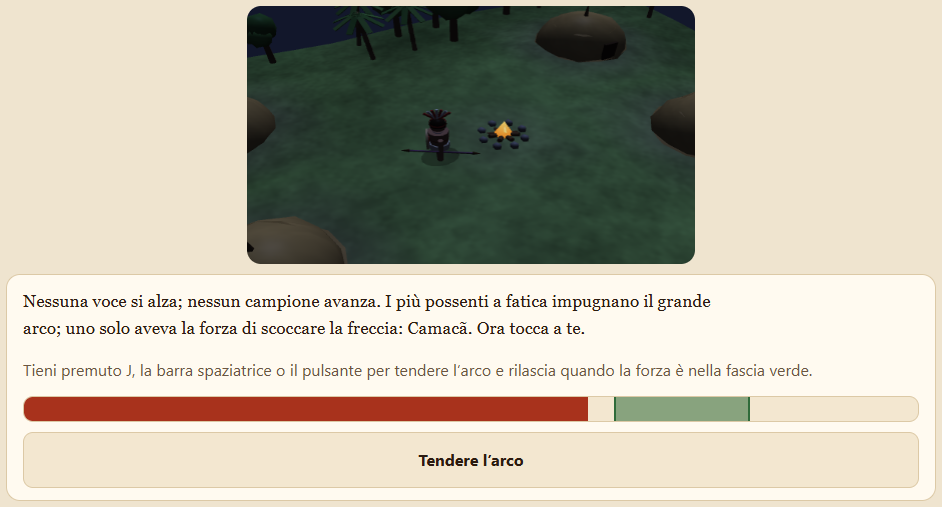 Nessuna voce si alza; nessun campione avanza. I più possenti a fatica impugnano il grande
arco; uno solo aveva la forza di scoccare la freccia: Camacã. Ora tocca a te.
Tieni premuto J, la barra spaziatrice o il pulsante per tendere l’arco e rilascia quando la forza è nella fascia verde.
Tendere l’arco